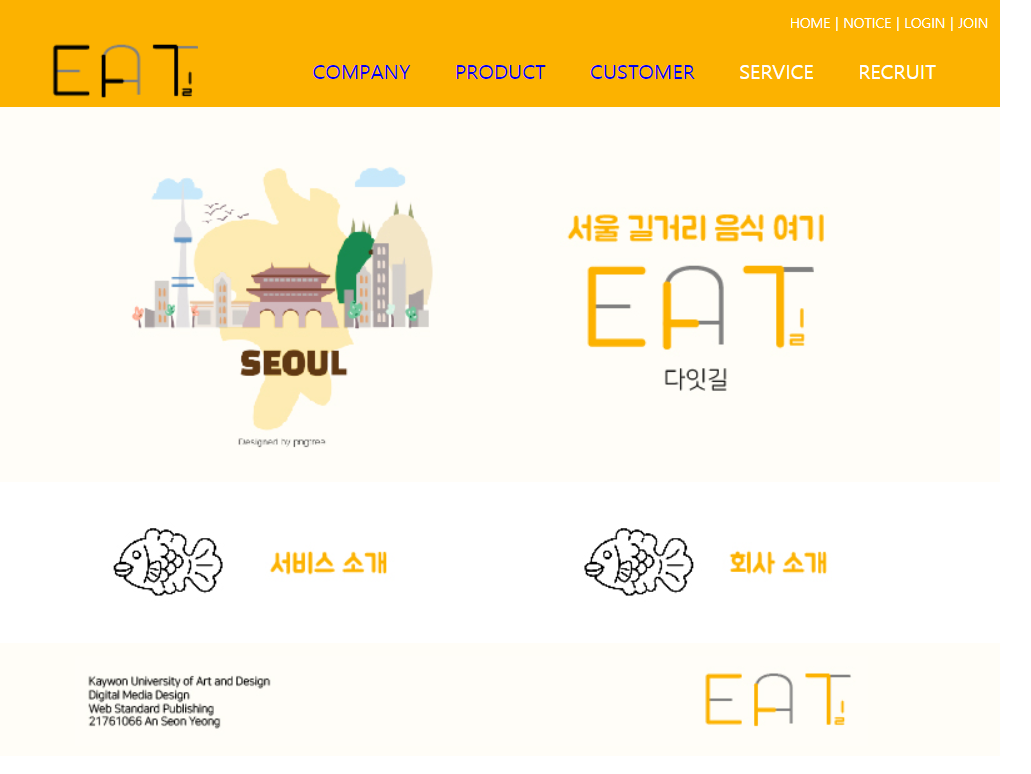 HOME | NOTICE | LOGIN | JOIN
EAT길
COMPANY PRODUCT CUSTOMER SERVICE RECRUIT
서울 길거리 음식 여기
EAT길
다잇길
SEOUL
Designed by pngtree
서비스 소개
회사 소개
Kaywon University of Art and Design
Digital Media Design
Web Standard Publishing
21761066 An Seon Yeong
EAT길